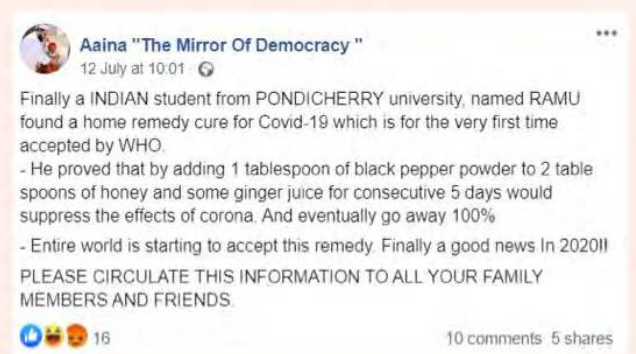 Aaina "The Mirror Of Democracy "
12 July at 10:01
Finally a INDIAN student from PONDICHERRY university, named RAMU
found a home remedy cure for Covid-19 which is for the very first time
accepted by WHO.
- He proved that by adding 1 tablespoon of black pepper powder to 2 table
spoons of honey and some ginger juice for consecutive 5 days would
suppress the effects of corona. And eventually go away 100%
- Entire world is starting to accept this remedy. Finally a good news In 2020!!
PLEASE CIRCULATE THIS INFORMATION TO ALL YOUR FAMILY
MEMBERS AND FRIENDS.
16
10 comments 5 shares